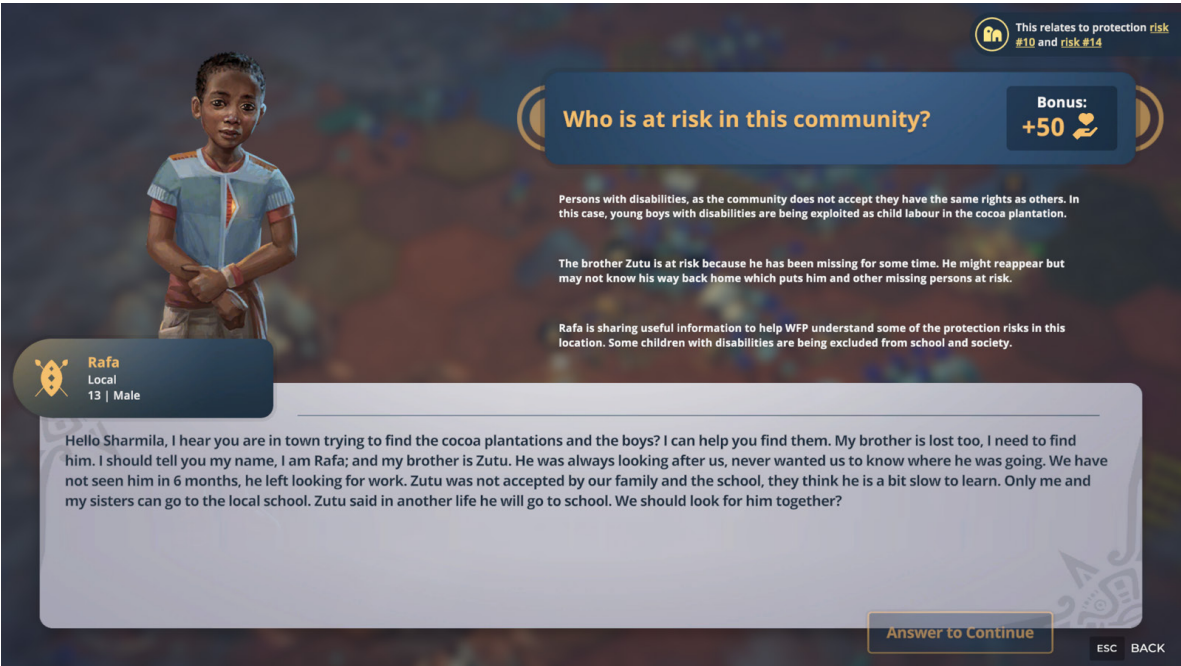 This relates to protection risk
#10 and risk #14
Who is at risk in this community?
Bonus:
+50
Persons with disabilities, as the community does not accept they have the same rights as others. In
this case, young boys with disabilities are being exploited as child labour in the cocoa plantation.
The brother Zutu is at risk because he has been missing for some time. He might reappear but
may not know his way back home which puts him and other missing persons at risk.
Rafa is sharing useful information to help WFP understand some of the protection risks in this
location. Some children with disabilities are being excluded from school and society.
Rafa
Local
13 | Male
Hello Sharmila, I hear you are in town trying to find the cocoa plantations and the boys? I can help you find them. My brother is lost too, I need to find
him. I should tell you my name, I am Rafa; and my brother is Zutu. He was always looking after us, never wanted us to know where he was going. We have
not seen him in 6 months, he left looking for work. Zutu was not accepted by our family and the school, they think he is a bit slow to learn. Only me and
my sisters can go to the local school. Zutu said in another life he will go to school. We should look for him together?
Answer to Continue
ESC BACK